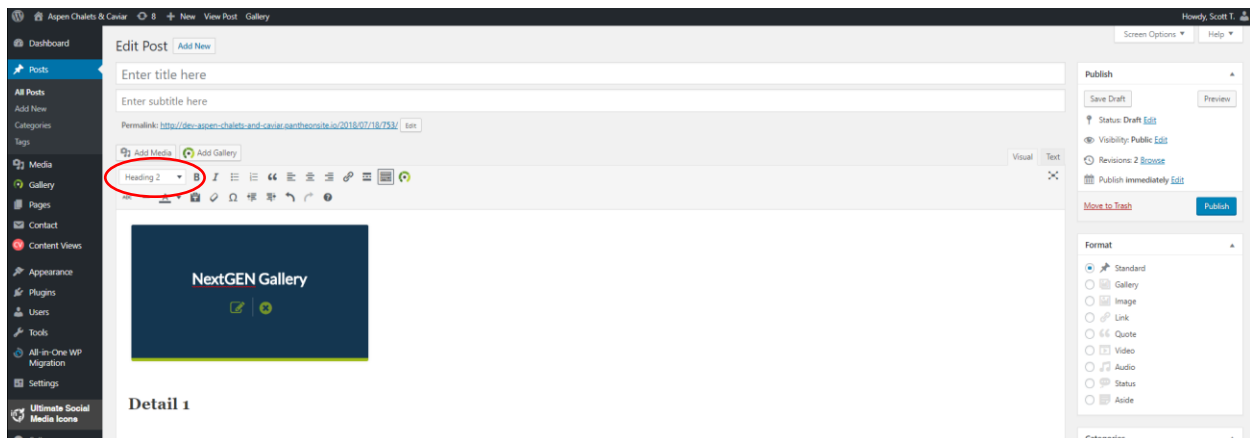 Aspen Chalets & Caviar 8 + New View Post Gallery Howdy, Scott T.
Screen Options ▼ Help ▼
Dashboard
Posts
All Posts
Add New
Categories
Tags
Media
Gallery
Pages
Contact
Content Views
Appearance
Plugins
Users
Tools
All-in-One WP
Migration
Settings
Ultimate Social
Media Icons
Edit Post Add New
Enter title here
Enter subtitle here
Permalink: http://dev-aspen-chalets-and-caviar.pantheonsite.io/2018/07/18/753/ Edit
Add Media Add Gallery Visual Text
Heading 2 ▼ B I
A ▼ Ω
NextGEN Gallery
Detail 1
Publish
Save Draft Preview
Status: Draft Edit
Visibility: Public Edit
Revisions: 2 Browse
Publish immediately Edit
Move to Trash Publish
Format
Standard
Gallery
Image
Link
Quote
Video
Audio
Status
Aside